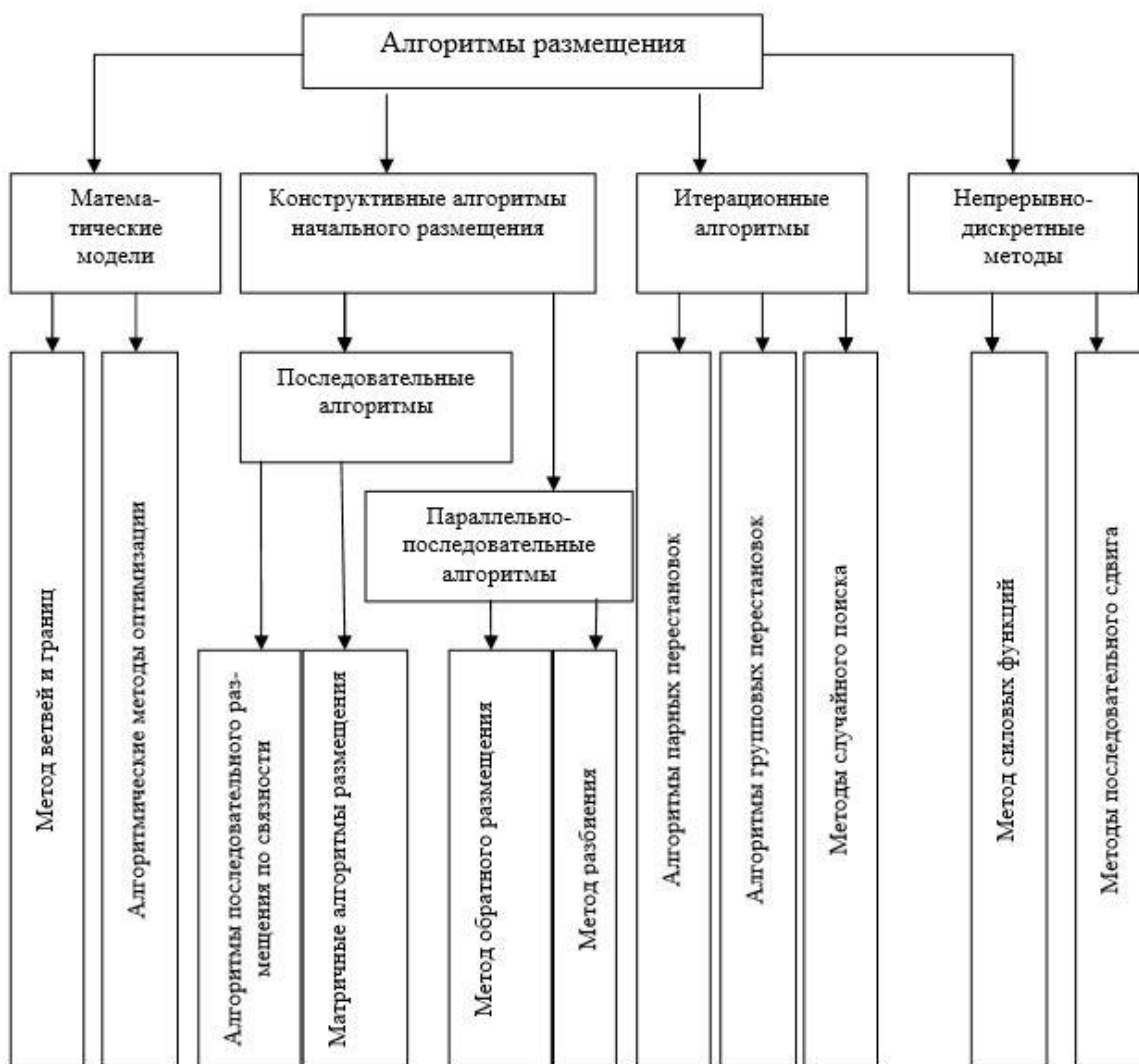 Алгоритмы размещения
Матема-
тические
модели
Конструктивные алгоритмы
начального размещения
Итерационные
алгоритмы
Непрерывно-
дискретные
методы
Последовательные
алгоритмы
Параллельно-
последовательные
алгоритмы
Метод ветвей и границ
Алгоритмические методы оптимизации
Алгоритмы последовательного раз-
мещения по связности
Матричные алгоритмы размещения
Метод обратного размещения
Метод разбиения
Алгоритмы парных перестановок
Алгоритмы групповых перестановок
Методы случайного поиска
Метод силовых функций
Методы последовательного сдвига